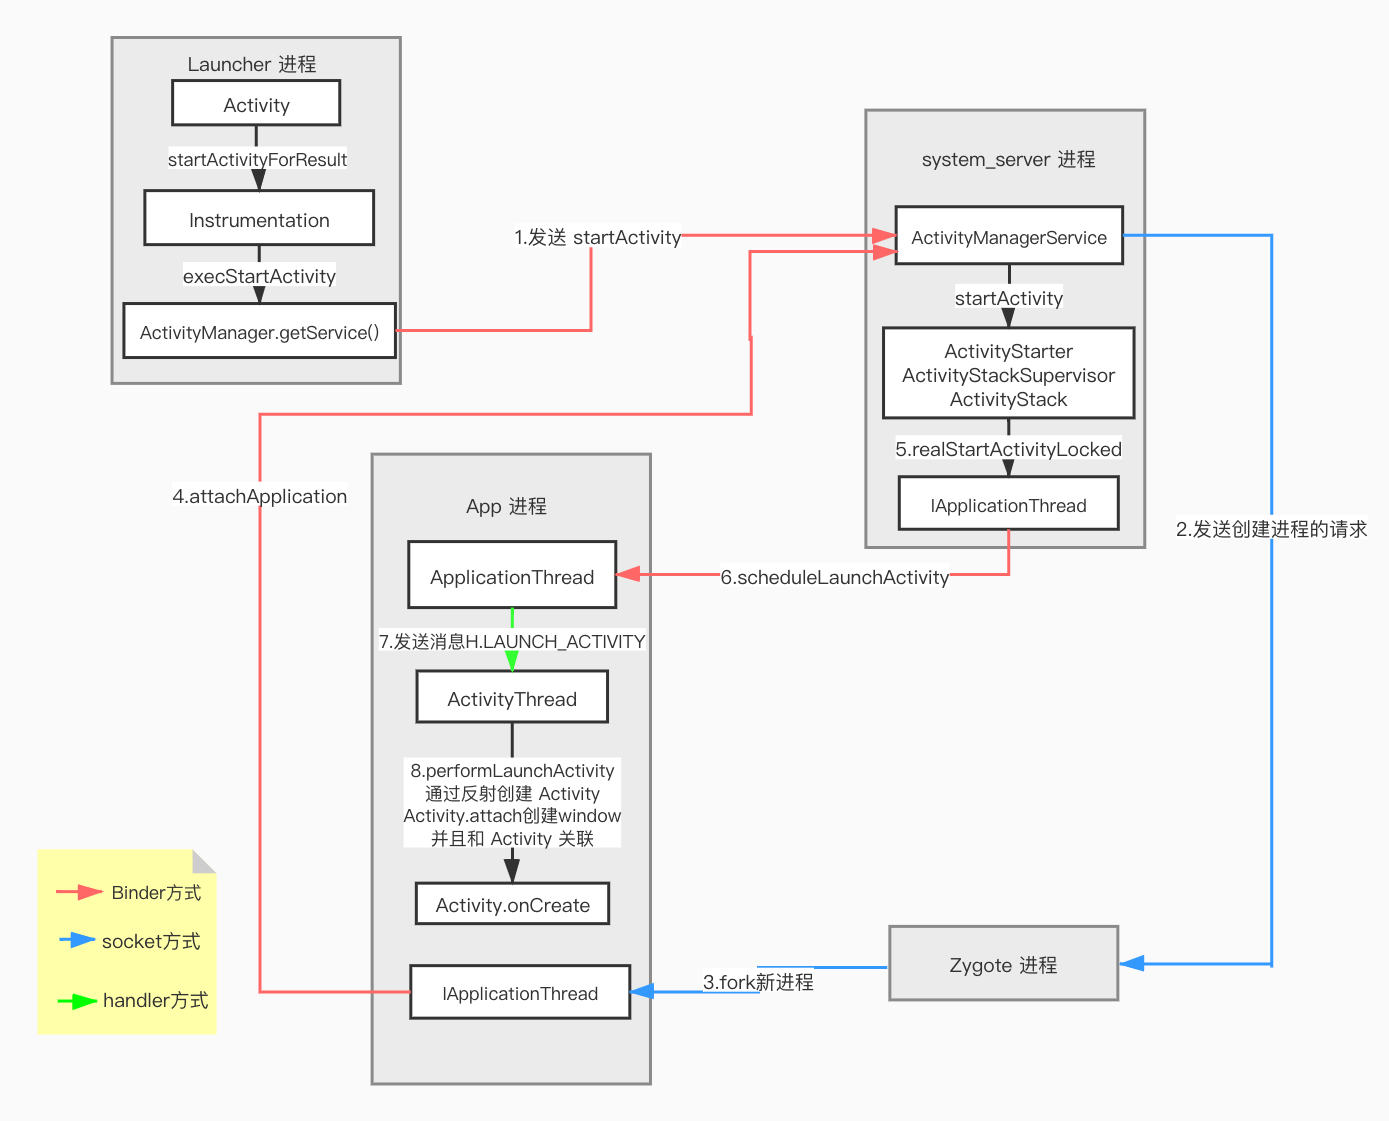 Launcher 进程
Activity
startActivityForResult
Instrumentation
execStartActivity
ActivityManager.getService()
1.发送 startActivity
system_server 进程
ActivityManagerService
startActivity
ActivityStarter
ActivityStackSupervisor
ActivityStack
5.realStartActivityLocked
IApplicationThread
2.发送创建进程的请求
4.attachApplication
App 进程
ApplicationThread
6.scheduleLaunchActivity
7.发送消息H.LAUNCH_ACTIVITY
ActivityThread
8.performLaunchActivity
通过反射创建 Activity
Activity.attach创建window
并且和 Activity 关联
Activity.onCreate
IApplicationThread
3.fork新进程
Zygote 进程
Binder方式
socket方式
handler方式